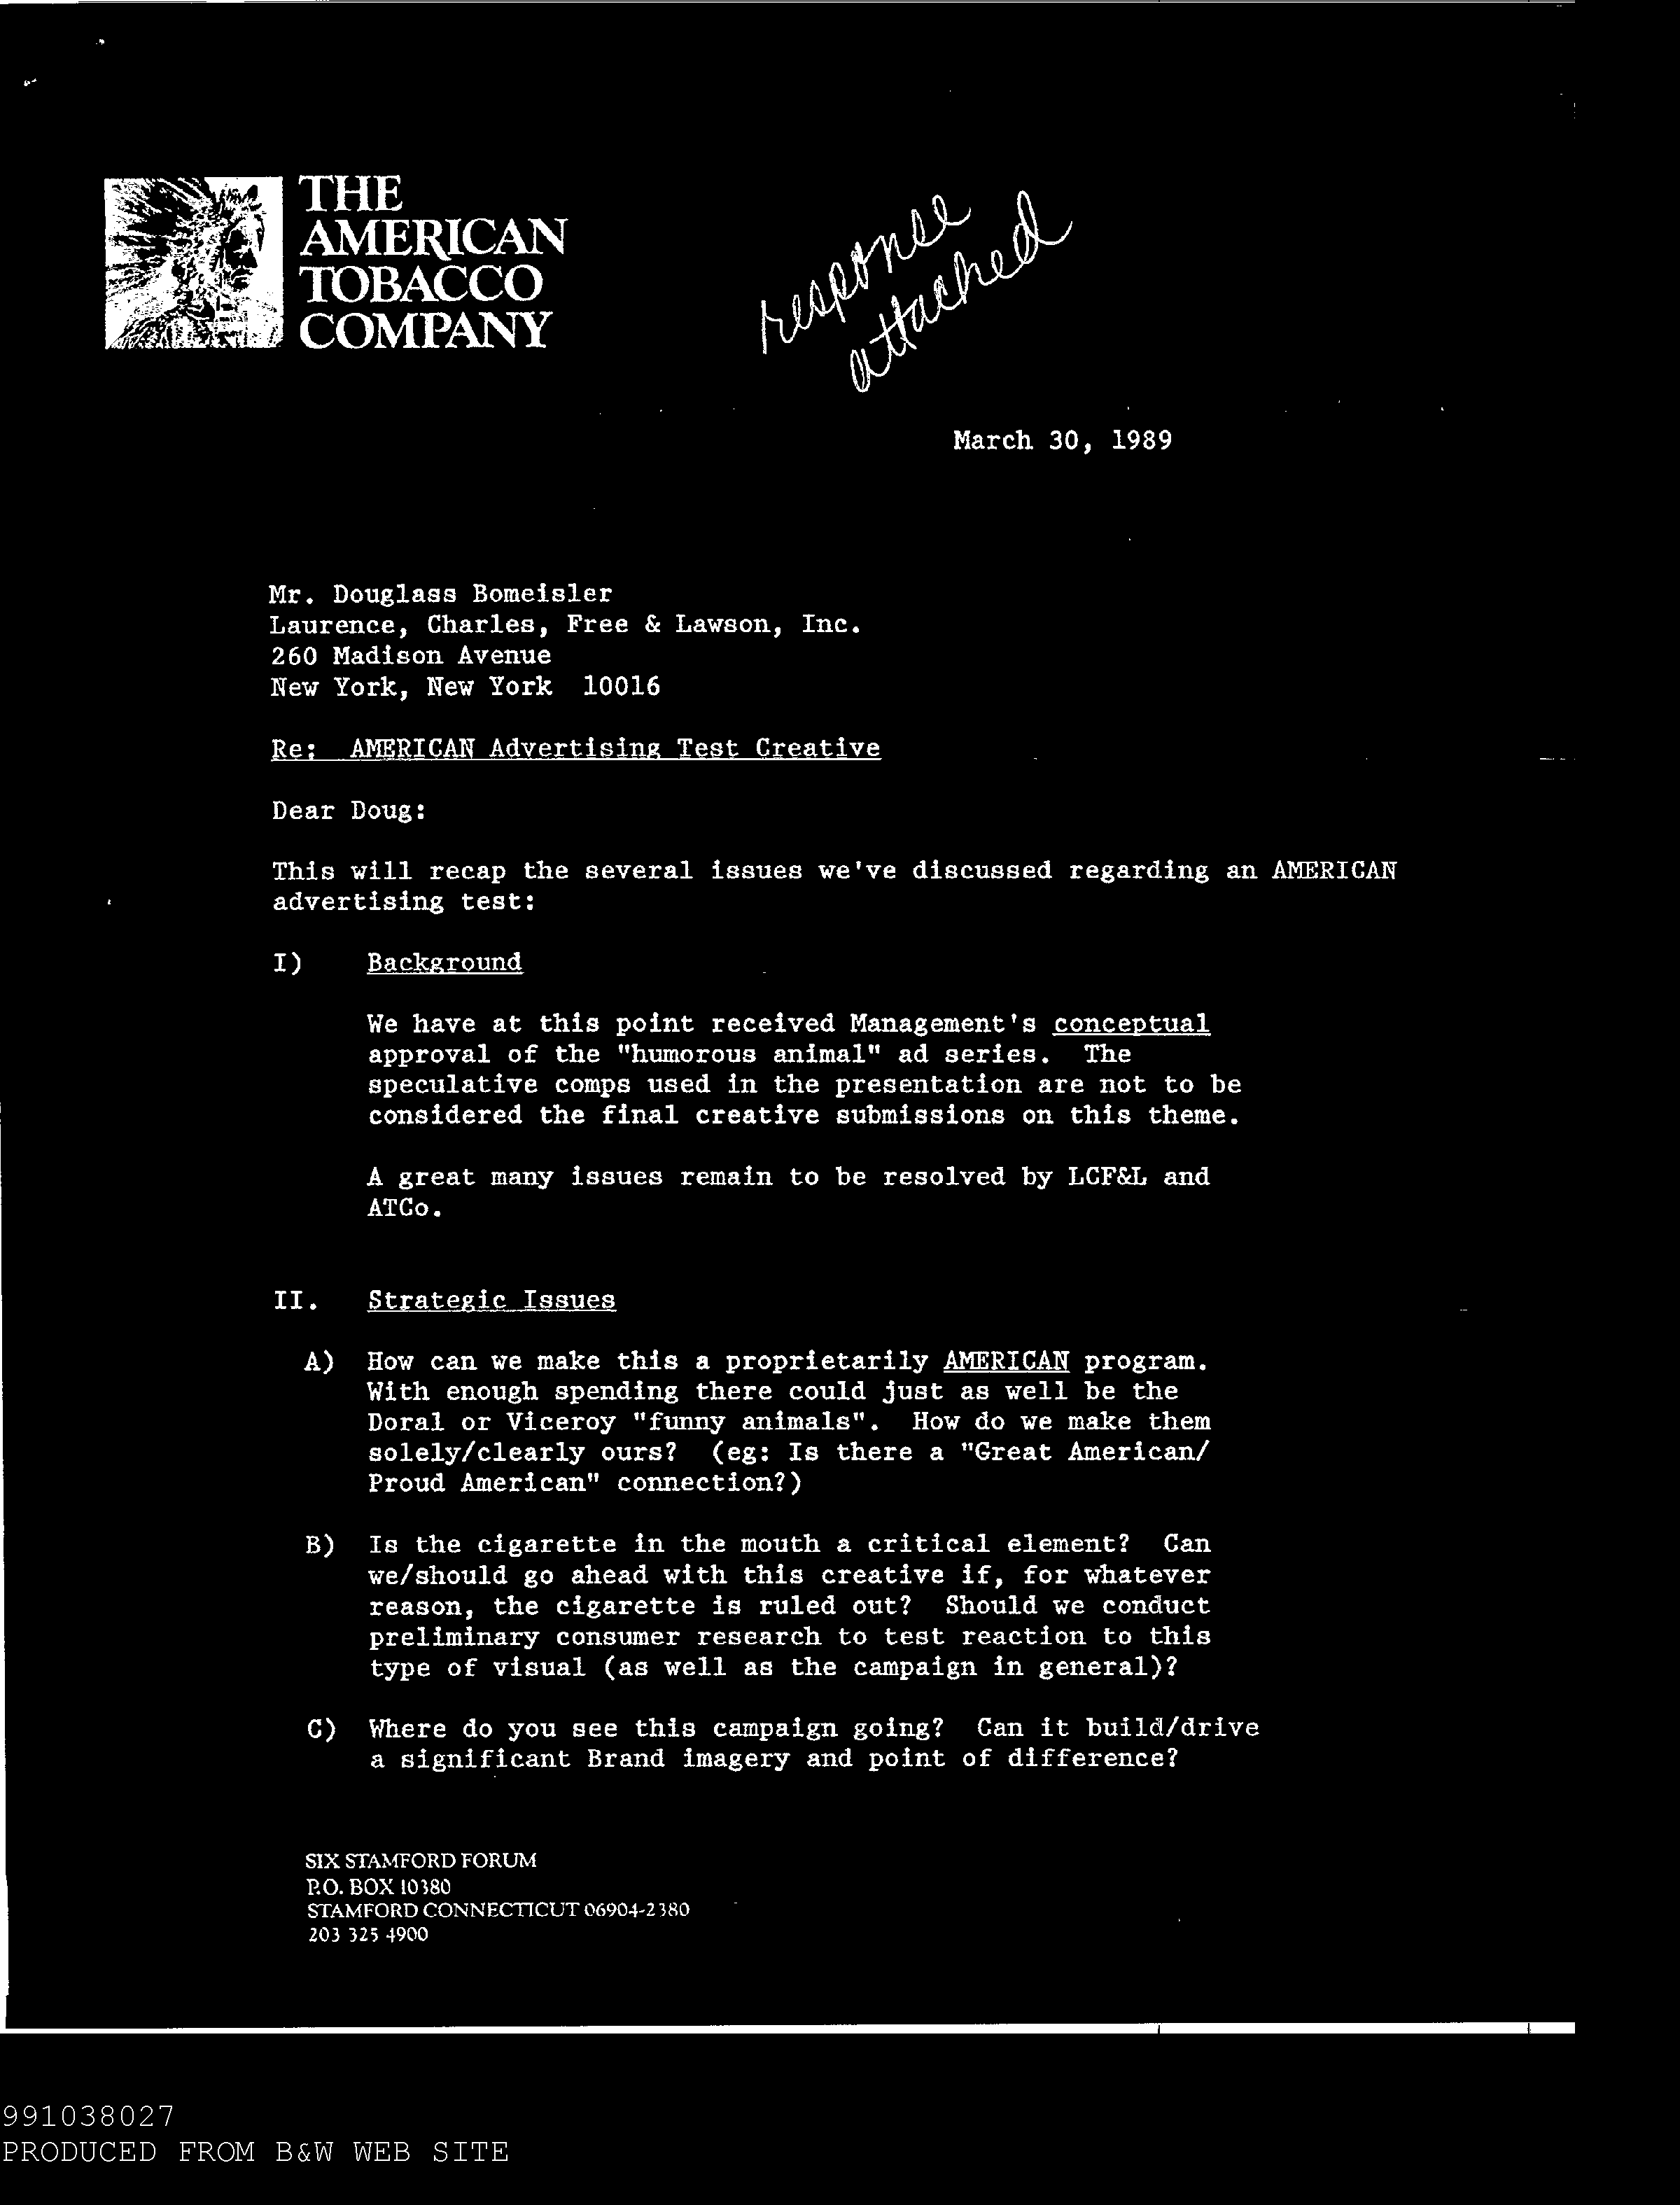 THE
AMERICAN
TOBACCO
COMPANY
response
attached
March 30, 1989
Mr. Douglass Bomeisler
Laurence, Charles, Free & Lawson, Inc.
260 Madison Avenue
New York, New York 10016
Re: AMERICAN Advertising Test Creative
Dear Doug:
This will recap the several issues we've discussed regarding an AMERICAN
advertising test:
I) Background
We have at this point received Management's conceptual
approval of the "humorous animal" ad series. The
speculative comps used in the presentation are not to be
considered the final creative submissions on this theme.
A great many issues remain to be resolved by LCF&L and
ATCo.
II. Strategic Issues
A) How can we make this a proprietarily AMERICAN program.
With enough spending there could just as well be the
Doral or Viceroy "funny animals". How do we make them
solely/clearly ours? (eg: Is there a "Great American/
Proud American" connection?)
B) Is the cigarette in the mouth a critical element? Can
we/should go ahead with this creative if, for whatever
reason, the cigarette is ruled out? Should we conduct
preliminary consumer research to test reaction to this
type of visual (as well as the campaign in general)?
C) Where do you see this campaign going? Can it build/drive
a significant Brand imagery and point of difference?
SIX STAMFORD FORUM
P.O. BOX 10380
STAMFORD CONNECTICUT 06904-2380
203 325 4900
991038027
PRODUCED FROM B&W WEB SITE